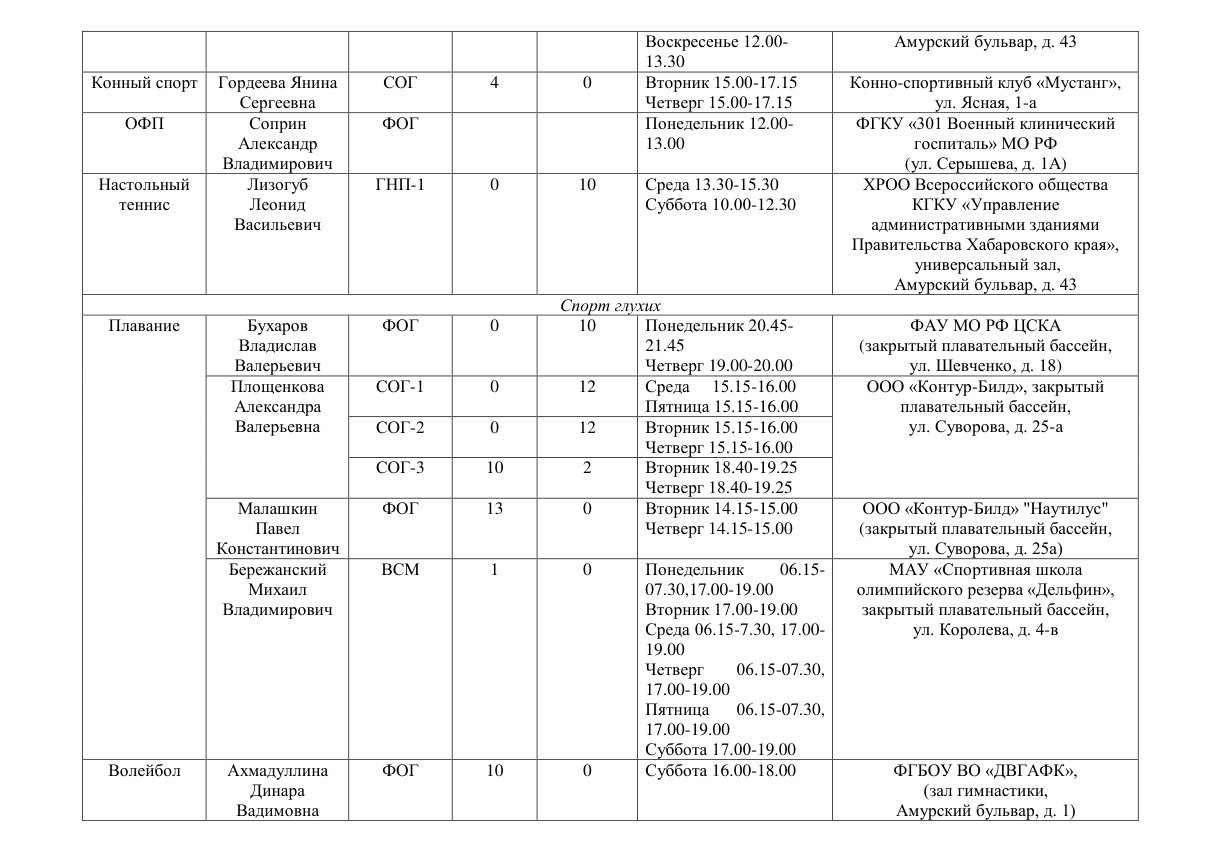 Воскресенье 12.00-
13.30
Амурский бульвар, д. 43
Конный спорт
Гордеева Янина
Сергеевна
СОГ
4
0
Вторник 15.00-17.15
Четверг 15.00-17.15
Конно-спортивный клуб «Мустанг»,
ул. Ясная, 1-а
ОФП
Соприн
Александр
Владимирович
ФОГ
Понедельник 12.00-
13.00
ФГКУ «301 Военный клинический
госпиталь» МО РФ
(ул. Серышева, д. 1А)
Настольный
теннис
Лизогуб
Леонид
Васильевич
ГНП-1
0
10
Среда 13.30-15.30
Суббота 10.00-12.30
ХРОО Всероссийского общества
КГКУ «Управление
административными зданиями
Правительства Хабаровского края»,
универсальный зал,
Амурский бульвар, д. 43
Спорт глухих
Плавание
Бухаров
Владислав
Валерьевич
ФОГ
0
10
Понедельник 20.45-
21.45
Четверг 19.00-20.00
ФАУ МО РФ ЦСКА
(закрытый плавательный бассейн,
ул. Шевченко, д. 18)
Площенкова
Александра
Валерьевна
СОГ-1
0
12
Среда 15.15-16.00
Пятница 15.15-16.00
ООО «Контур-Билд», закрытый
плавательный бассейн,
ул. Суворова, д. 25-а
СОГ-2
0
12
Вторник 15.15-16.00
Четверг 15.15-16.00
СОГ-3
10
2
Вторник 18.40-19.25
Четверг 18.40-19.25
Малашкин
Павел
Константинович
ФОГ
13
0
Вторник 14.15-15.00
Четверг 14.15-15.00
ООО «Контур-Билд» "Наутилус"
(закрытый плавательный бассейн,
ул. Суворова, д. 25а)
Бережанский
Михаил
Владимирович
ВСМ
1
0
Понедельник 06.15-
07.30,17.00-19.00
Вторник 17.00-19.00
Среда 06.15-7.30, 17.00-
19.00
Четверг 06.15-07.30,
17.00-19.00
Пятница 06.15-07.30,
17.00-19.00
Суббота 17.00-19.00
МАУ «Спортивная школа
олимпийского резерва «Дельфин»,
закрытый плавательный бассейн,
ул. Королева, д. 4-в
Волейбол
Ахмадуллина
Динара
Вадимовна
ФОГ
10
0
Суббота 16.00-18.00
ФГБОУ ВО «ДВГАФК»,
(зал гимнастики,
Амурский бульвар, д. 1)